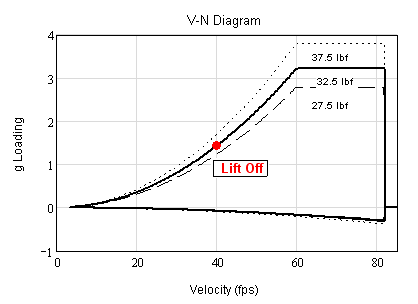 V-N Diagram
4
37.5 lbf
3
32.5 lbf
27.5 lbf
g Loading
2
1
Lift Off
0
−1
0 20 40 60 80
Velocity (fps)